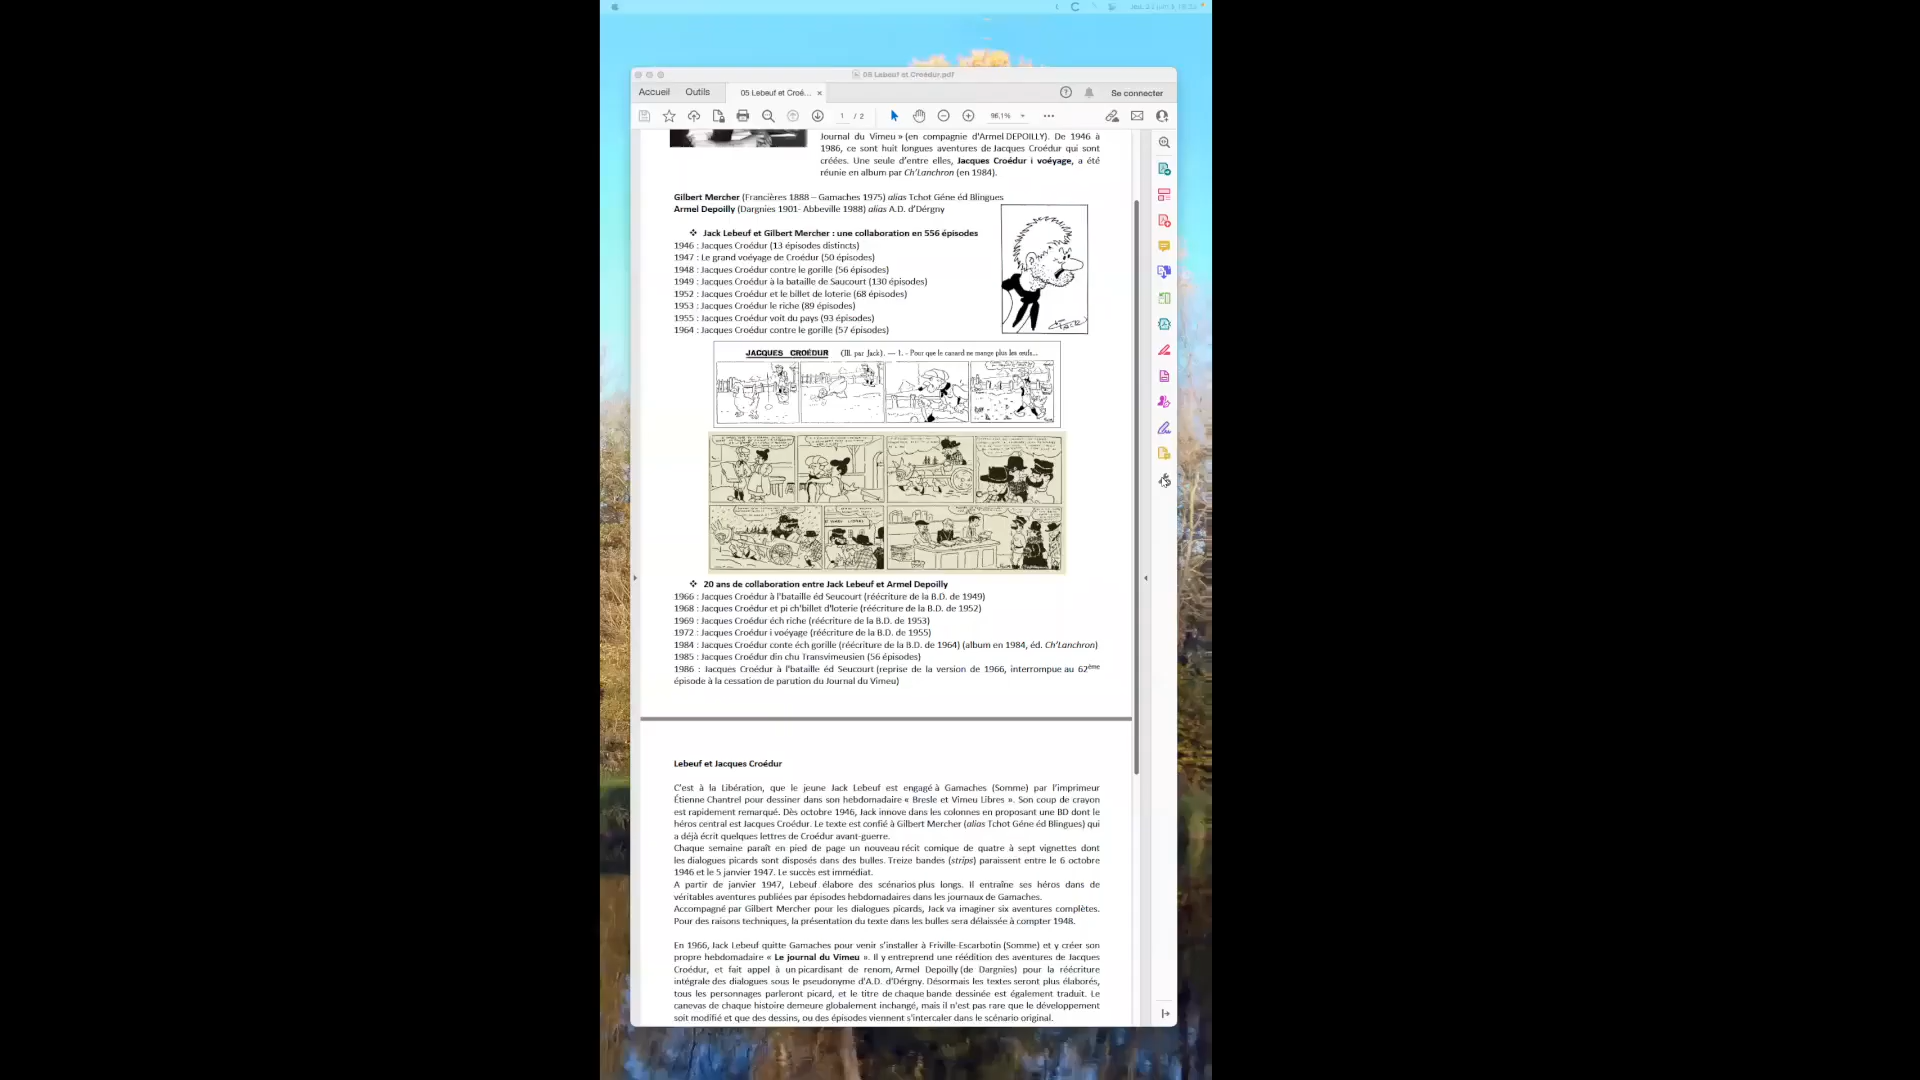 05 Lebeuf et Croédur.pdf
Accueil Outils 05 Lebeuf et Croé... × Se connecter
1 / 2 96,1%
Journal du Vimeu » (en compagnie d'Armel DEPOILLY). De 1946 à
1986, ce sont huit longues aventures de Jacques Croédur qui sont
créées. Une seule d'entre elles, Jacques Croédur i voéyage, a été
réunie en album par Ch'Lanchron (en 1984).
Gilbert Mercher (Francières 1888 – Gamaches 1975) alias Tchot Géne éd Blingues
Armel Depoilly (Dargnies 1901- Abbeville 1988) alias A.D. d'Dérgny
❖ Jack Lebeuf et Gilbert Mercher : une collaboration en 556 épisodes
1946 : Jacques Croédur (13 épisodes distincts)
1947 : Le grand voéyage de Croédur (50 épisodes)
1948 : Jacques Croédur contre le gorille (56 épisodes)
1949 : Jacques Croédur à la bataille de Saucourt (130 épisodes)
1952 : Jacques Croédur et le billet de loterie (68 épisodes)
1953 : Jacques Croédur le riche (89 épisodes)
1955 : Jacques Croédur voit du pays (93 épisodes)
1964 : Jacques Croédur contre le gorille (57 épisodes)
JACQUES CROÉDUR (Ill. par Jack). — 1. - Pour que le canard ne mange plus les œufs...
❖ 20 ans de collaboration entre Jack Lebeuf et Armel Depoilly
1966 : Jacques Croédur à l'bataille éd Seucourt (réécriture de la B.D. de 1949)
1968 : Jacques Croédur et pi ch'billet d'loterie (réécriture de la B.D. de 1952)
1969 : Jacques Croédur éch riche (réécriture de la B.D. de 1953)
1972 : Jacques Croédur i voéyage (réécriture de la B.D. de 1955)
1984 : Jacques Croédur conte éch gorille (réécriture de la B.D. de 1964) (album en 1984, éd. Ch'Lanchron)
1985 : Jacques Croédur din chu Transvimeusien (56 épisodes)
1986 : Jacques Croédur à l'bataille éd Seucourt (reprise de la version de 1966, interrompue au 62ème
épisode à la cessation de parution du Journal du Vimeu)
Lebeuf et Jacques Croédur
C'est à la Libération, que le jeune Jack Lebeuf est engagé à Gamaches (Somme) par l'imprimeur
Étienne Chantrel pour dessiner dans son hebdomadaire « Bresle et Vimeu Libres ». Son coup de crayon
est rapidement remarqué. Dès octobre 1946, Jack innove dans les colonnes en proposant une BD dont le
héros central est Jacques Croédur. Le texte est confié à Gilbert Mercher (alias Tchot Géne éd Blingues) qui
a déjà écrit quelques lettres de Croédur avant-guerre.
Chaque semaine paraît en pied de page un nouveau récit comique de quatre à sept vignettes dont
les dialogues picards sont disposés dans des bulles. Treize bandes (strips) paraissent entre le 6 octobre
1946 et le 5 janvier 1947. Le succès est immédiat.
A partir de janvier 1947, Lebeuf élabore des scénarios plus longs. Il entraîne ses héros dans de
véritables aventures publiées par épisodes hebdomadaires dans les journaux de Gamaches.
Accompagné par Gilbert Mercher pour les dialogues picards, Jack va imaginer six aventures complètes.
Pour des raisons techniques, la présentation du texte dans les bulles sera délaissée à compter 1948.
En 1966, Jack Lebeuf quitte Gamaches pour venir s'installer à Friville-Escarbotin (Somme) et y créer son
propre hebdomadaire « Le journal du Vimeu ». Il y entreprend une réédition des aventures de Jacques
Croédur, et fait appel à un picardisant de renom, Armel Depoilly (de Dargnies) pour la réécriture
intégrale des dialogues sous le pseudonyme d'A.D. d'Dérgny. Désormais les textes seront plus élaborés,
tous les personnages parleront picard, et le titre de chaque bande dessinée est également traduit. Le
canevas de chaque histoire demeure globalement inchangé, mais il n'est pas rare que le développement
soit modifié et que des dessins, ou des épisodes viennent s'intercaler dans le scénario original.